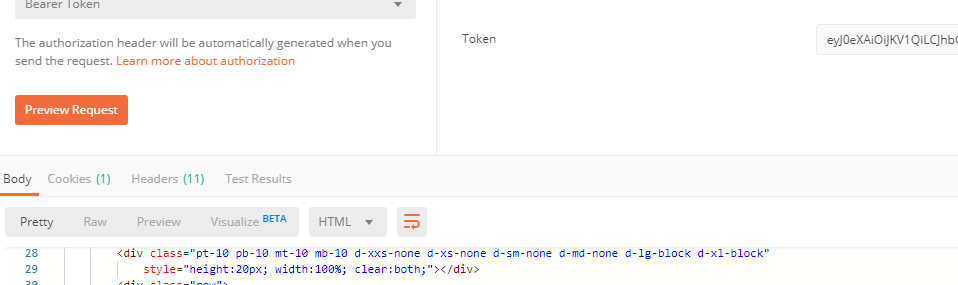 Bearer Token
The authorization header will be automatically generated when you
send the request. Learn more about authorization
Token
Preview Request
Body Cookies (1) Headers (11) Test Results
Pretty Raw Preview Visualize BETA HTML
28 <div class="pt-10 pb-10 mt-10 mb-10 d-xxs-none d-xs-none d-sm-none d-md-none d-lg-block d-xl-block"
29 style="height:20px; width:100%; clear:both;"></div>
30 <div class="row">